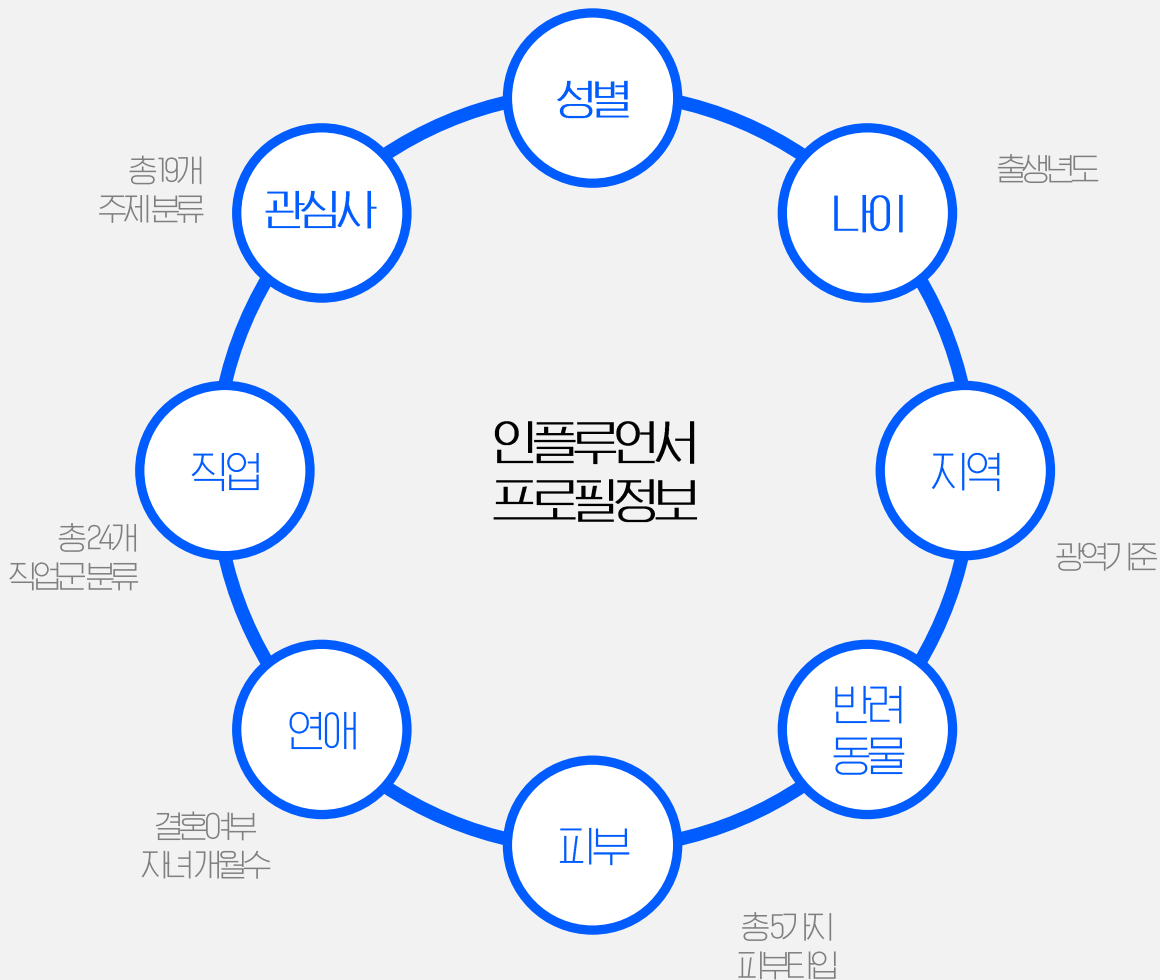 성별
나이
출생년도
지역
광역기준
반려
동물
피부
총5가지
피부타입
연애
결혼여부
자녀개월수
직업
총24개
직업군분류
관심사
총19개
주제분류
인플루언서
프로필정보